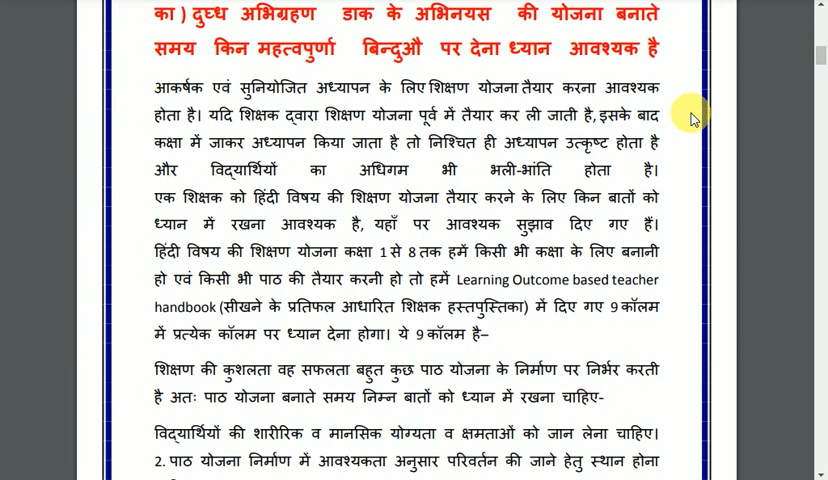 का ) दुघ्ध अभिग्रहण डाक के अभिनयस की योजना बनाते
समय किन महत्वपुर्णा बिन्दुऔ पर देना ध्यान आवश्यक है
आकर्षक एवं सुनियोजित अध्यापन के लिए शिक्षण योजना तैयार करना आवश्यक
होता है। यदि शिक्षक द्वारा शिक्षण योजना पूर्व में तैयार कर ली जाती है, इसके बाद
कक्षा में जाकर अध्यापन किया जाता है तो निश्चित ही अध्यापन उत्कृष्ट होता है
और विद्यार्थियों का अधिगम भी भली-भांति होता है।
एक शिक्षक को हिंदी विषय की शिक्षण योजना तैयार करने के लिए किन बातों को
ध्यान में रखना आवश्यक है, यहाँ पर आवश्यक सुझाव दिए गए हैं।
हिंदी विषय की शिक्षण योजना कक्षा 1 से 8 तक हमें किसी भी कक्षा के लिए बनानी
हो एवं किसी भी पाठ की तैयार करनी हो तो हमें Learning Outcome based teacher
handbook (सीखने के प्रतिफल आधारित शिक्षक हस्तपुस्तिका) में दिए गए 9 कॉलम
में प्रत्येक कॉलम पर ध्यान देना होगा। ये 9 कॉलम है–
शिक्षण की कुशलता वह सफलता बहुत कुछ पाठ योजना के निर्माण पर निर्भर करती
है अतः पाठ योजना बनाते समय निम्न बातों को ध्यान में रखना चाहिए-
विद्यार्थियों की शारीरिक व मानसिक योग्यता व क्षमताओं को जान लेना चाहिए।
2. पाठ योजना निर्माण में आवश्यकता अनुसार परिवर्तन की जाने हेतु स्थान होना